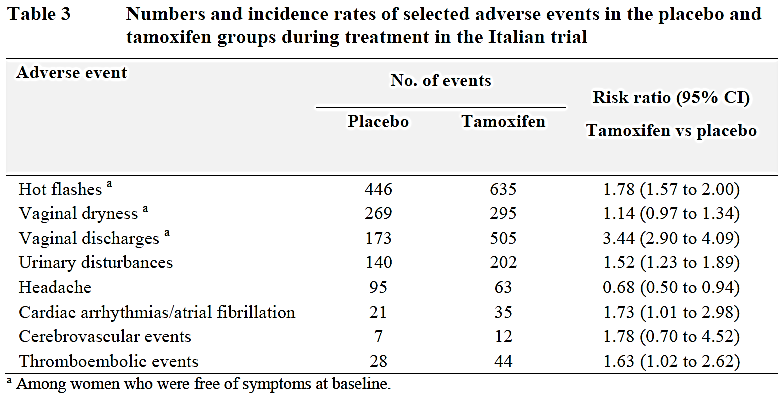 Table 3 Numbers and incidence rates of selected adverse events in the placebo and
tamoxifen groups during treatment in the Italian trial
Adverse event No. of events Risk ratio (95% CI)
Placebo Tamoxifen Tamoxifen vs placebo
Hot flashes a 446 635 1.78 (1.57 to 2.00)
Vaginal dryness a 269 295 1.14 (0.97 to 1.34)
Vaginal discharges a 173 505 3.44 (2.90 to 4.09)
Urinary disturbances 140 202 1.52 (1.23 to 1.89)
Headache 95 63 0.68 (0.50 to 0.94)
Cardiac arrhythmias/atrial fibrillation 21 35 1.73 (1.01 to 2.98)
Cerebrovascular events 7 12 1.78 (0.70 to 4.52)
Thromboembolic events 28 44 1.63 (1.02 to 2.62)
a Among women who were free of symptoms at baseline.